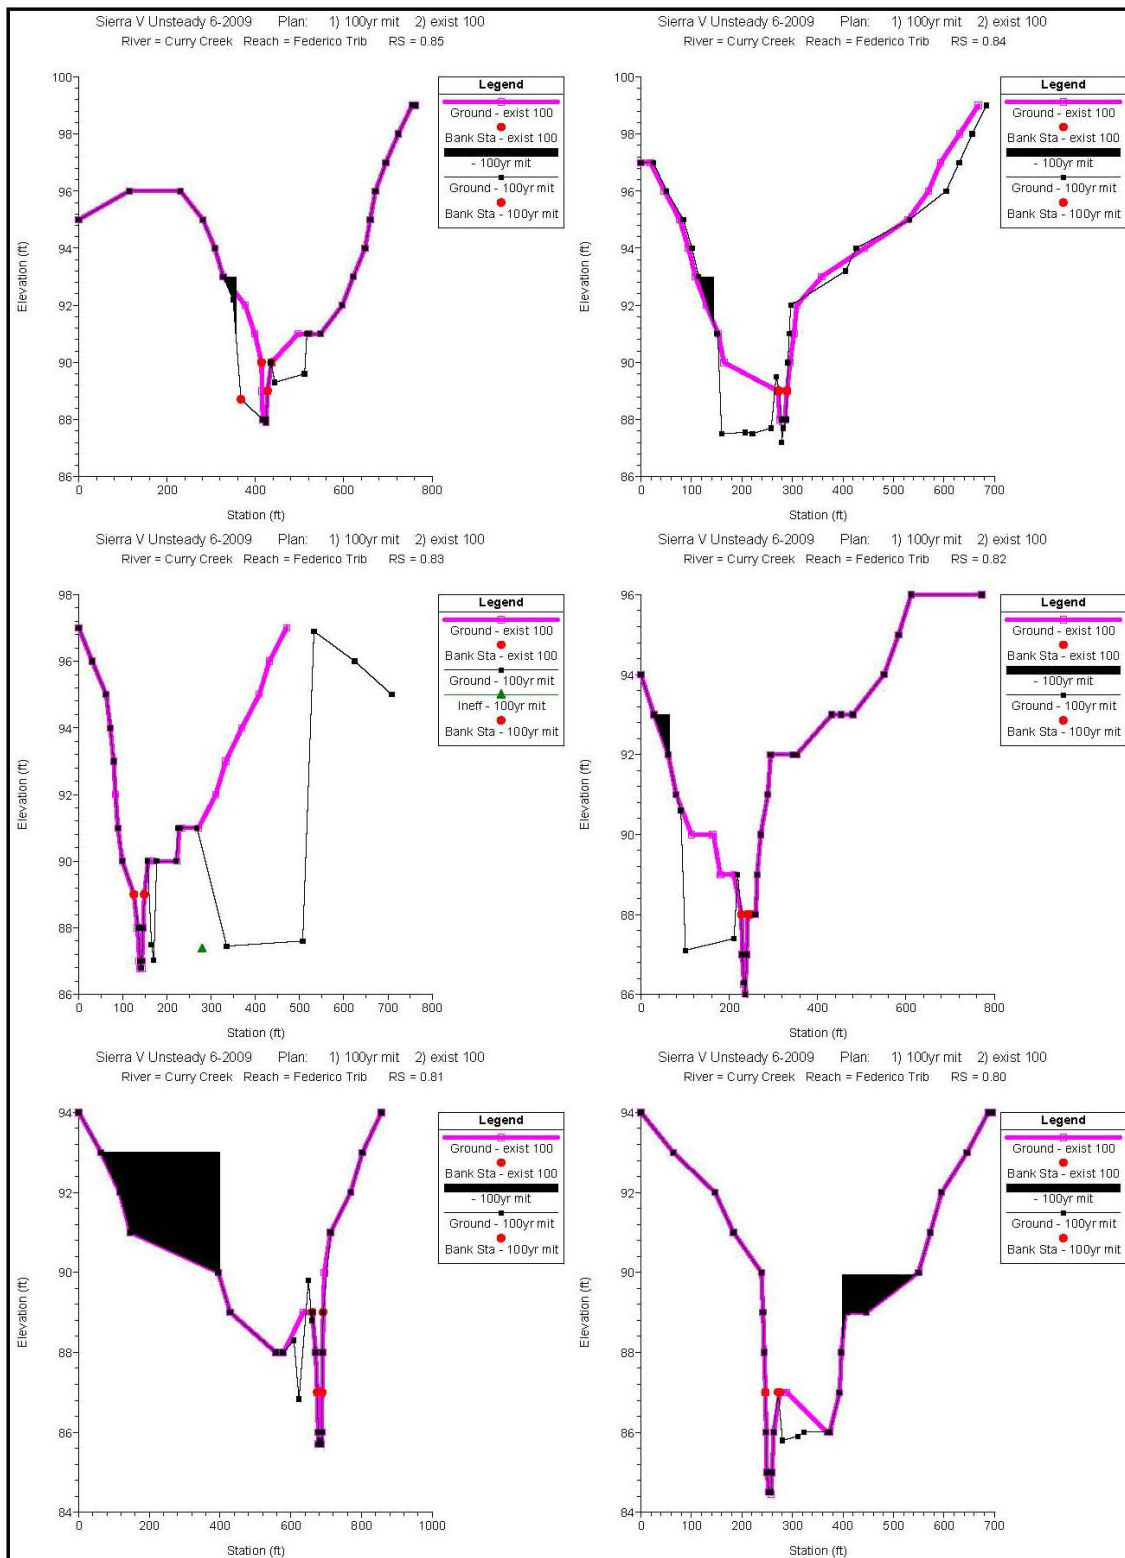 Sierra V Unsteady 6-2009 Plan: 1) 100yr mit 2) exist 100
River = Curry Creek Reach = Federico Trib RS = 0.85
100
98
96
94
92
90
88
86
Elevation (ft)
0 200 400 600 800
Station (ft)
Legend
Ground - exist 100
Bank Sta - exist 100
- 100yr mit
Ground - 100yr mit
Bank Sta - 100yr mit
Sierra V Unsteady 6-2009 Plan: 1) 100yr mit 2) exist 100
River = Curry Creek Reach = Federico Trib RS = 0.84
100
98
96
94
92
90
88
86
Elevation (ft)
0 100 200 300 400 500 600 700
Station (ft)
Legend
Ground - exist 100
Bank Sta - exist 100
- 100yr mit
Ground - 100yr mit
Bank Sta - 100yr mit
Sierra V Unsteady 6-2009 Plan: 1) 100yr mit 2) exist 100
River = Curry Creek Reach = Federico Trib RS = 0.83
98
96
94
92
90
88
86
Elevation (ft)
0 100 200 300 400 500 600 700 800
Station (ft)
Legend
Ground - exist 100
Bank Sta - exist 100
Ground - 100yr mit
Ineff - 100yr mit
Bank Sta - 100yr mit
Sierra V Unsteady 6-2009 Plan: 1) 100yr mit 2) exist 100
River = Curry Creek Reach = Federico Trib RS = 0.82
96
94
92
90
88
86
Elevation (ft)
0 200 400 600 800
Station (ft)
Legend
Ground - exist 100
Bank Sta - exist 100
- 100yr mit
Ground - 100yr mit
Bank Sta - 100yr mit
Sierra V Unsteady 6-2009 Plan: 1) 100yr mit 2) exist 100
River = Curry Creek Reach = Federico Trib RS = 0.81
94
92
90
88
86
84
Elevation (ft)
0 200 400 600 800 1000
Station (ft)
Legend
Ground - exist 100
Bank Sta - exist 100
- 100yr mit
Ground - 100yr mit
Bank Sta - 100yr mit
Sierra V Unsteady 6-2009 Plan: 1) 100yr mit 2) exist 100
River = Curry Creek Reach = Federico Trib RS = 0.80
94
92
90
88
86
84
Elevation (ft)
0 100 200 300 400 500 600 700
Station (ft)
Legend
Ground - exist 100
Bank Sta - exist 100
- 100yr mit
Ground - 100yr mit
Bank Sta - 100yr mit